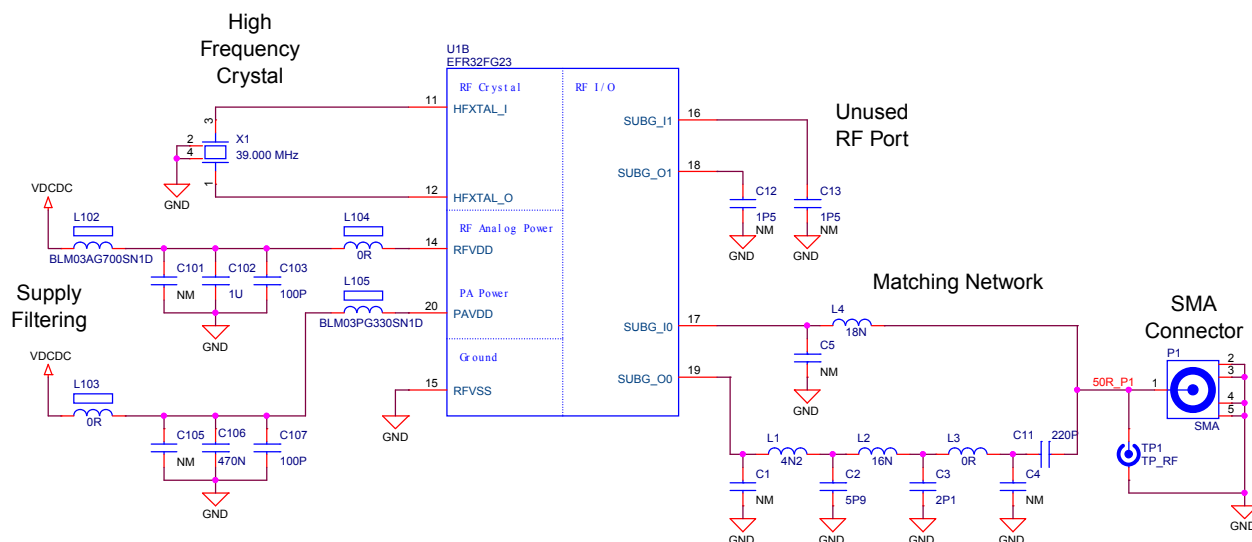 High
Frequency
Crystal
U1B
EFR32FG23
RF Crystal
RF I/O
11
HFXTAL_I
3
2
4
X1
39.000 MHz
1
GND
12
HFXTAL_O
SUBG_I1
16
SUBG_O1
18
Unused
RF Port
C12
1P5
NM
GND
C13
1P5
NM
GND
VDCDC
L102
BLM03AG700SN1D
L104
0R
RF Analog Power
14
RFVDD
C101
NM
C102
1U
C103
100P
GND
Supply
Filtering
L105
BLM03PG330SN1D
PA Power
20
PAVDD
VDCDC
L103
0R
Ground
15
RFVSS
GND
C105
NM
C106
470N
C107
100P
GND
Matching Network
SUBG_I0
17
L4
18N
C5
NM
GND
SUBG_O0
19
L1
4N2
L2
16N
L3
0R
C11
220P
C1
NM
GND
C2
5P9
GND
C3
2P1
GND
C4
NM
GND
SMA
Connector
P1
50R_P1
1
2
3
4
5
SMA
TP1
TP_RF
GND